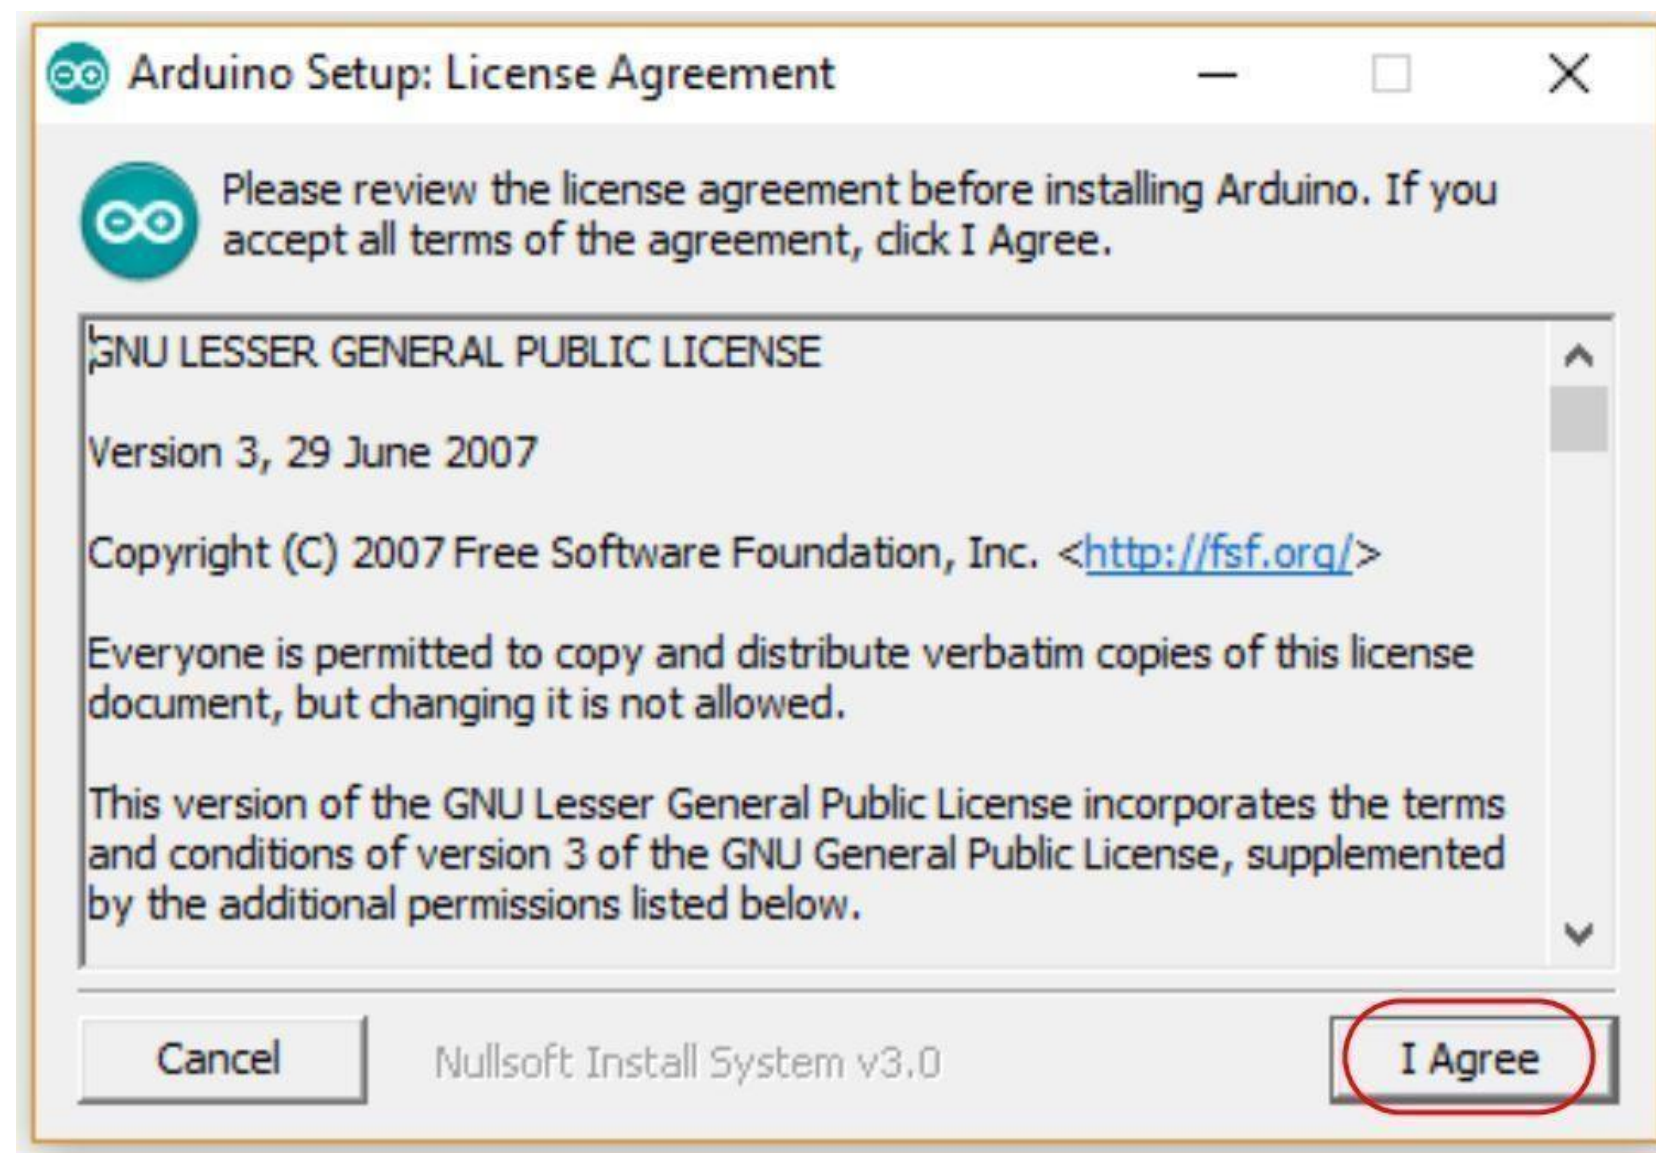 Arduino Setup: License Agreement
Please review the license agreement before installing Arduino. If you
accept all terms of the agreement, click I Agree.
GNU LESSER GENERAL PUBLIC LICENSE
Version 3, 29 June 2007
Copyright (C) 2007 Free Software Foundation, Inc. <http://fsf.org/>
Everyone is permitted to copy and distribute verbatim copies of this license
document, but changing it is not allowed.
This version of the GNU Lesser General Public License incorporates the terms
and conditions of version 3 of the GNU General Public License, supplemented
by the additional permissions listed below.
Cancel
Nullsoft Install System v3.0
I Agree